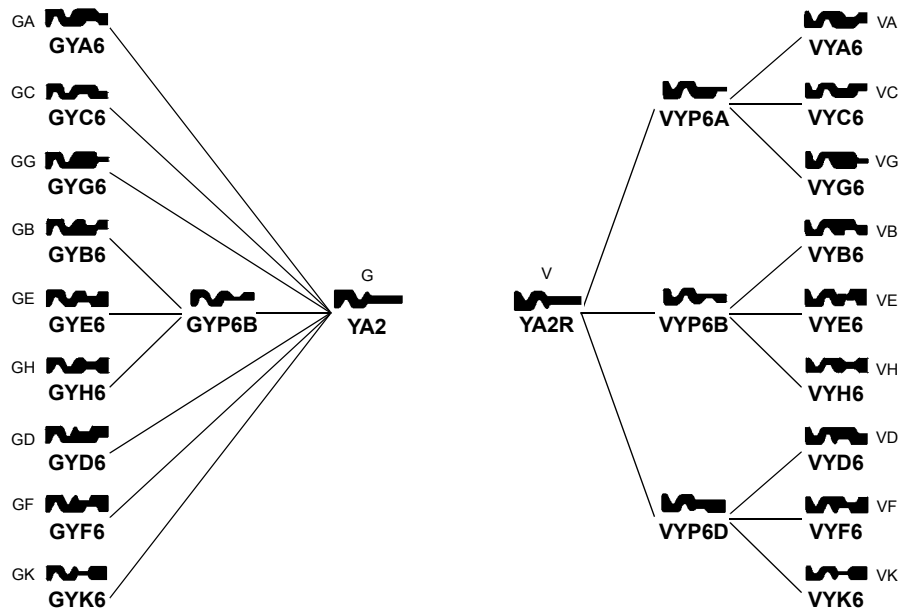 GA
GYA6
GC
GYC6
GG
GYG6
GB
GYB6
GE
GYE6
GH
GYH6
GD
GYD6
GF
GYF6
GK
GYK6
GYP6B
G
YA2
V
YA2R
VYP6A
VYP6B
VYP6D
VA
VYA6
VC
VYC6
VG
VYG6
VB
VYB6
VE
VYE6
VH
VYH6
VD
VYD6
VF
VYF6
VK
VYK6